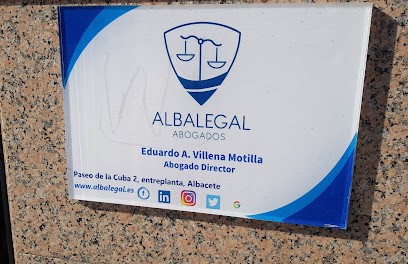 ALBALEGAL
ABOGADOS
Eduardo A. Villena Motilla
Abogado Director
Paseo de la Cuba 2, entreplanta, Albacete
www.albalegal.es